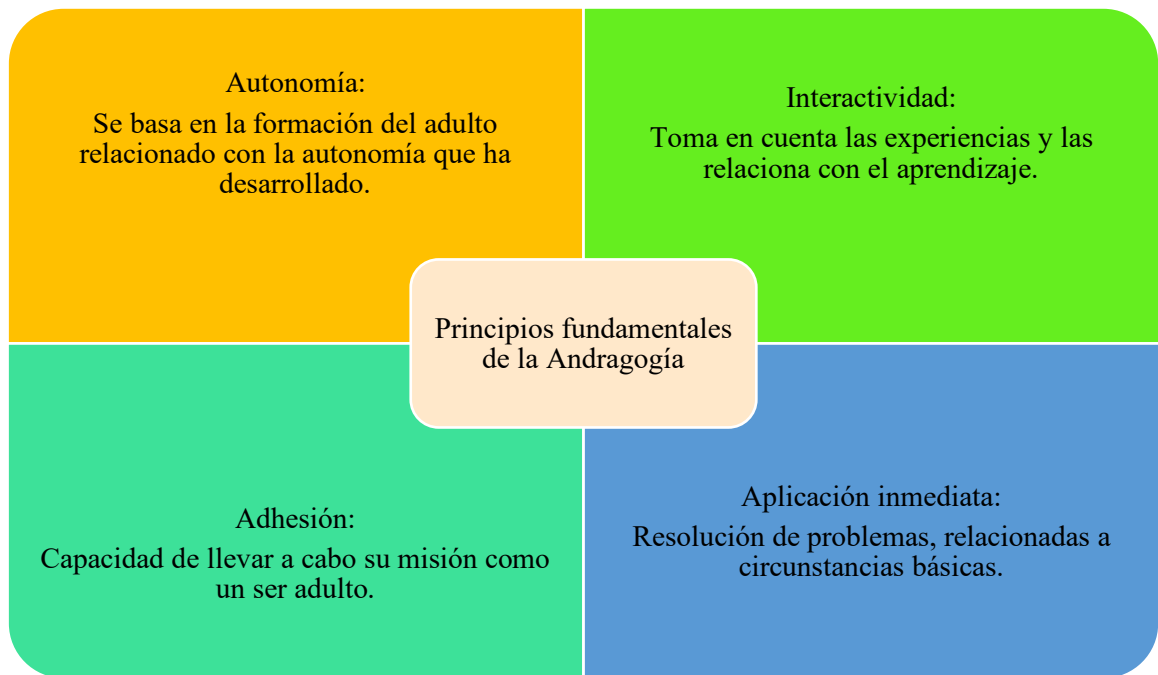 Autonomía:
Se basa en la formación del adulto
relacionado con la autonomía que ha
desarrollado.
Interactividad:
Toma en cuenta las experiencias y las
relaciona con el aprendizaje.
Principios fundamentales
de la Andragogía
Adhesión:
Capacidad de llevar a cabo su misión como
un ser adulto.
Aplicación inmediata:
Resolución de problemas, relacionadas a
circunstancias básicas.